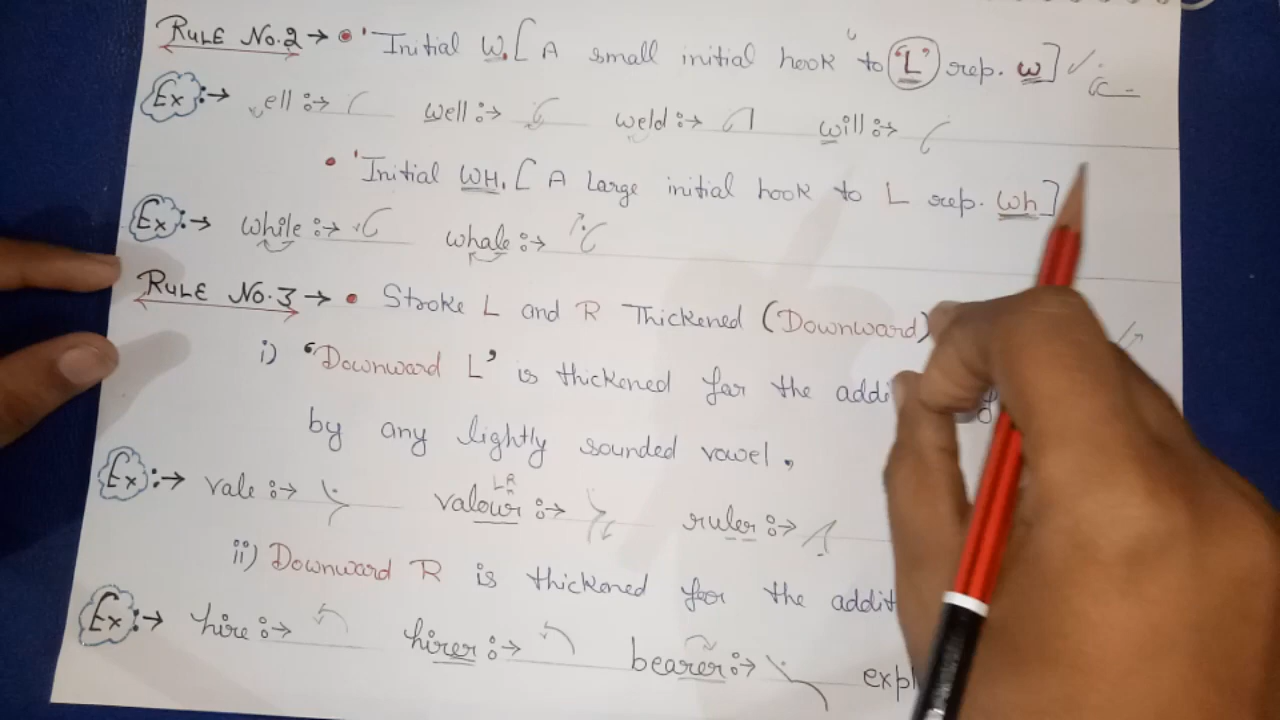 RULE No.2 → • 'Initial W. [ A small initial hook to 'L' rep. w ] ✓
Ex :→ ell :→ well :→ weld :→ will :→
• 'Initial WH. [ A Large initial hook to L rep. wh ]
Ex :→ while :→ whale :→
RULE No.3 → • Stroke L and R Thickened (Downward)
i) 'Downward L' is thickened for the addi
by any lightly sounded vowel.
Ex :→ vale :→ valour :→ LR ruler :→
ii) Downward R is thickened for the addit
Ex :→ hire :→ hirer :→ bearer :→ expl